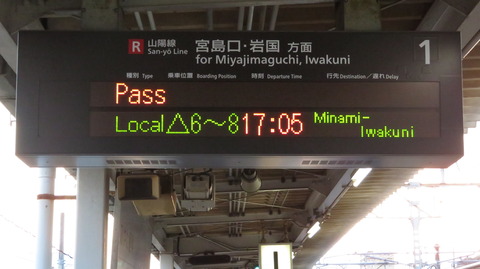 R 山陽線 宮島口・岩国 方面 1
San-yō Line for Miyajimaguchi, Iwakuni
種別 Type 乗車位置 Boarding Position 時刻 Departure Time 行先 Destination／遅れ Delay
Pass
Local△6～8 17:05 Minami-
Iwakuni
1